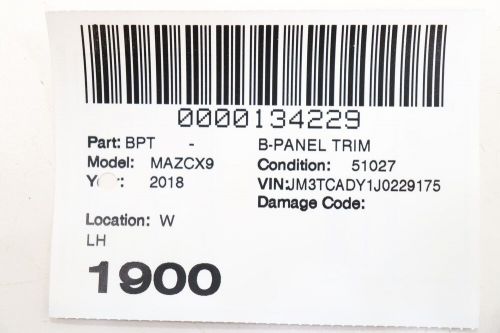 0000134229
Part: BPT - B-PANEL TRIM
Model: MAZCX9 Condition: 51027
2018 VIN:JM3TCADY1J0229175
Damage Code:
Location: W
LH
1900